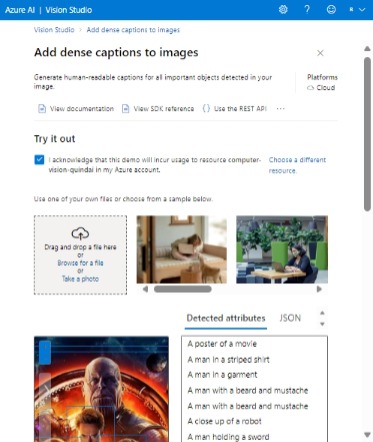 Azure AI | Vision Studio
Vision Studio > Add dense captions to images
Add dense captions to images
Generate human-readable captions for all important objects detected in your
image.
Platforms
Cloud
View documentation
View SDK reference
Use the REST API
Try it out
I acknowledge that this demo will incur usage to resource computer-
vision-quindai in my Azure account.
Choose a different
resource.
Use one of your own files or choose from a sample below.
Drag and drop a file here
or
Browse for a file
or
Take a photo
Detected attributes
JSON
A poster of a movie
A man in a striped shirt
A man in a garment
A man with a beard and mustache
A man with a beard and mustache
A close up of a robot
A man holding a sword